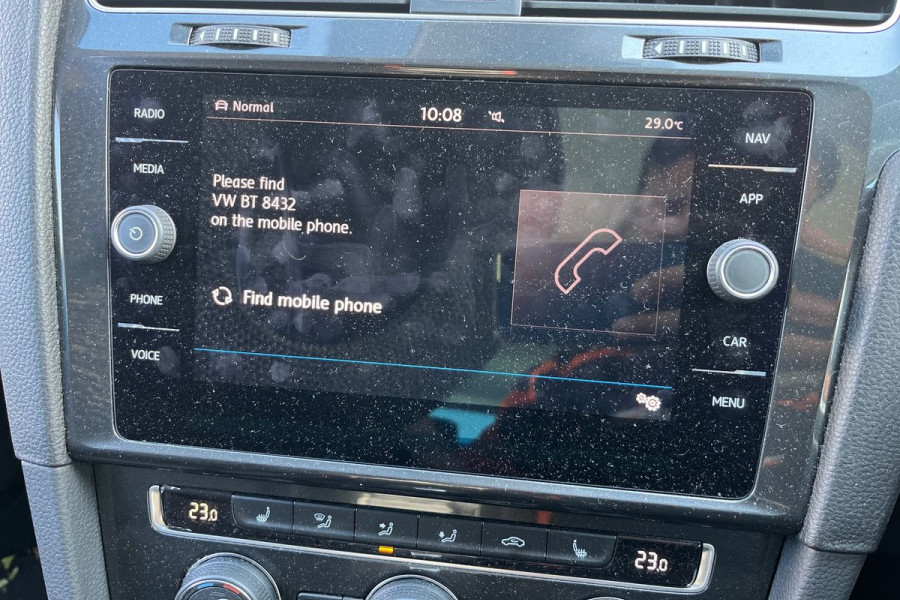 RADIO
Normal
10:08
29.0°C
NAV
MEDIA
APP
Please find
VW BT 8432
on the mobile phone.
PHONE
Find mobile phone
CAR
VOICE
MENU
23.0
23.0